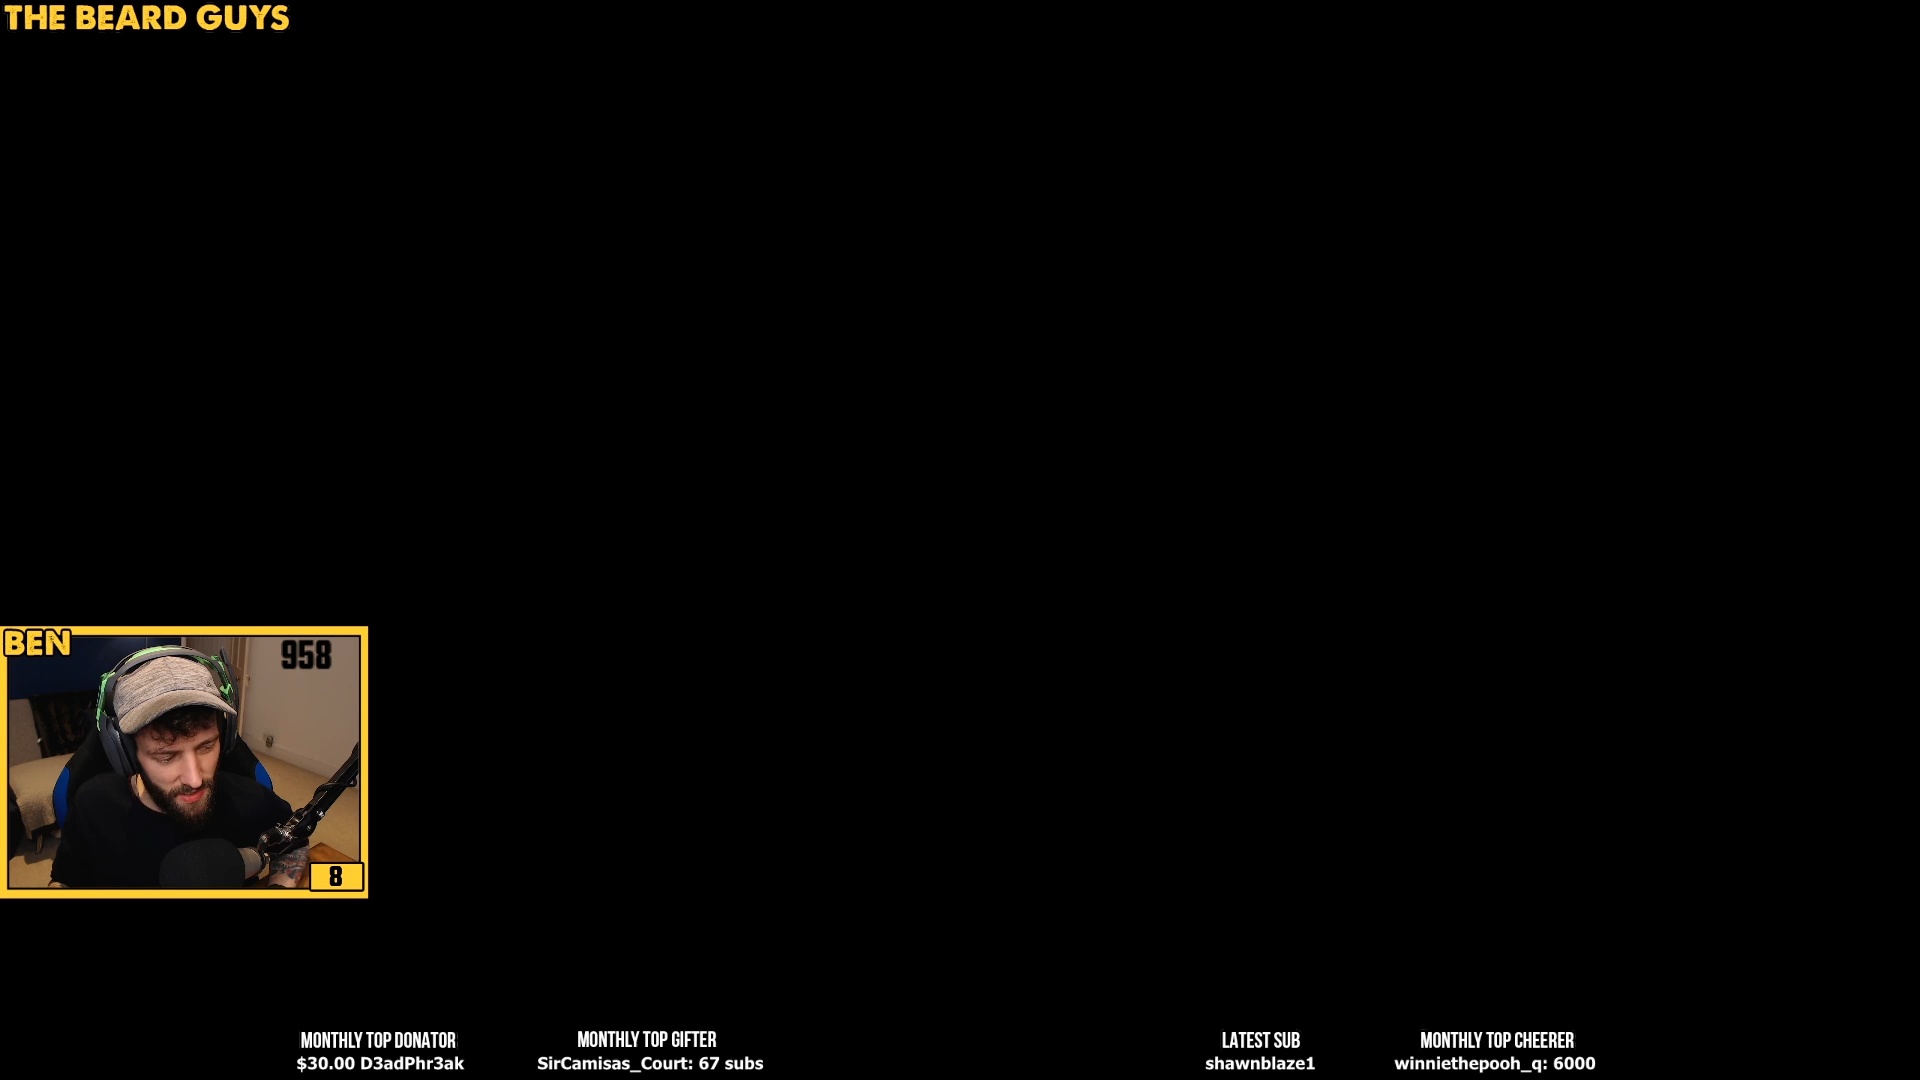 THE BEARD GUYS
BEN
958
8
MONTHLY TOP DONATOR
$30.00 D3adPhr3ak
MONTHLY TOP GIFTER
SirCamisas_Court: 67 subs
LATEST SUB
shawnblaze1
MONTHLY TOP CHEERER
winniethepooh_q: 6000